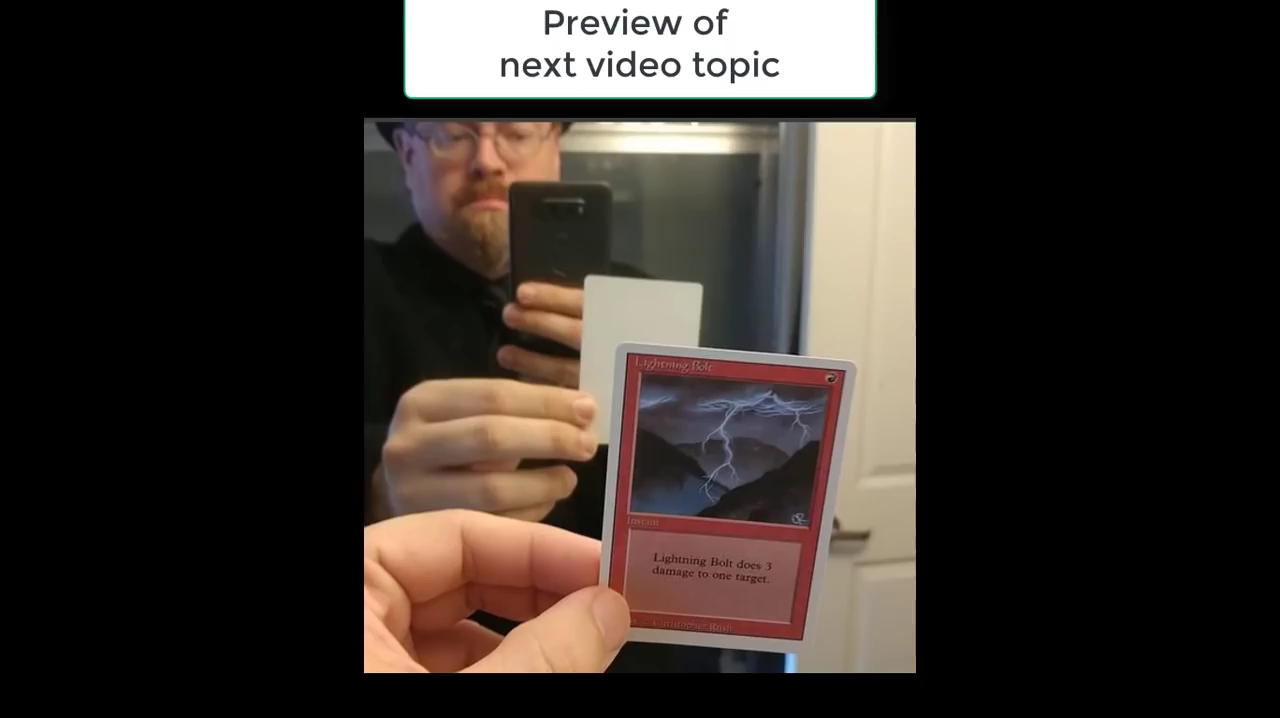 Preview of
next video topic
Lightning Bolt
Instant
Lightning Bolt does 3
damage to one target.
Christopher Rush